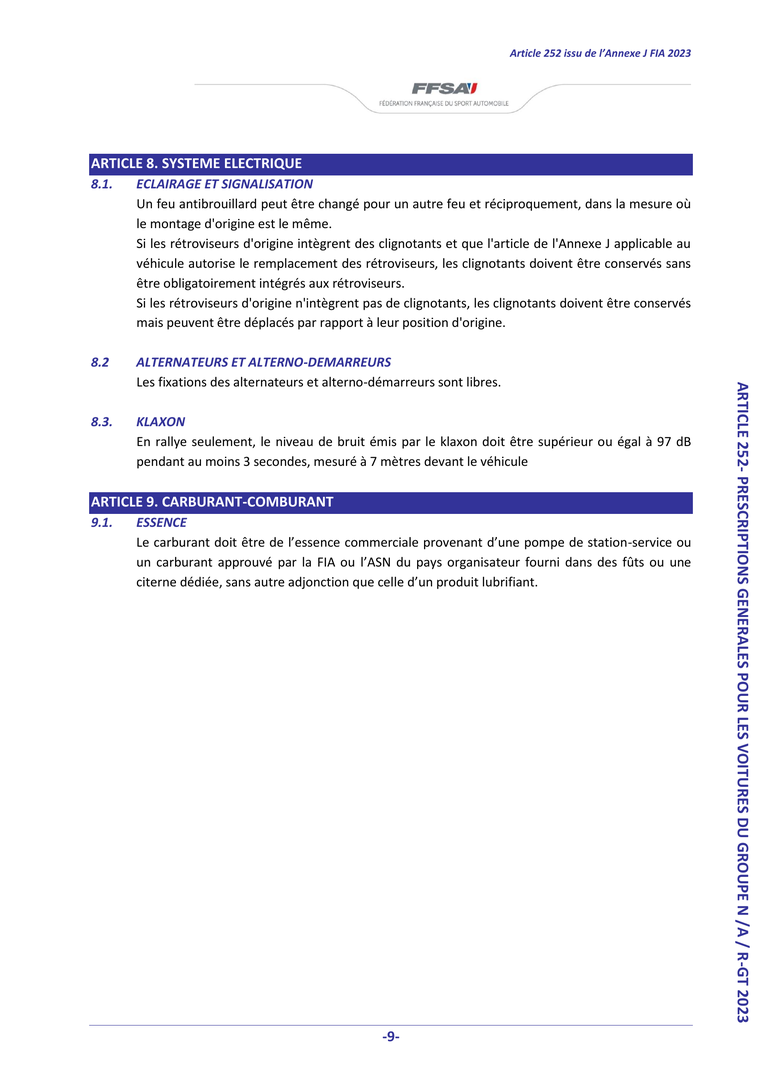 Article 252 issu de l'Annexe J FIA 2023
FFSA
FÉDÉRATION FRANÇAISE DU SPORT AUTOMOBILE
ARTICLE 8. SYSTEME ELECTRIQUE
8.1. ECLAIRAGE ET SIGNALISATION
Un feu antibrouillard peut être changé pour un autre feu et réciproquement, dans la mesure où
le montage d'origine est le même.
Si les rétroviseurs d'origine intègrent des clignotants et que l'article de l'Annexe J applicable au
véhicule autorise le remplacement des rétroviseurs, les clignotants doivent être conservés sans
être obligatoirement intégrés aux rétroviseurs.
Si les rétroviseurs d'origine n'intègrent pas de clignotants, les clignotants doivent être conservés
mais peuvent être déplacés par rapport à leur position d'origine.
8.2 ALTERNATEURS ET ALTERNO-DEMARREURS
Les fixations des alternateurs et alterno-démarreurs sont libres.
8.3. KLAXON
En rallye seulement, le niveau de bruit émis par le klaxon doit être supérieur ou égal à 97 dB
pendant au moins 3 secondes, mesuré à 7 mètres devant le véhicule
ARTICLE 9. CARBURANT-COMBURANT
9.1. ESSENCE
Le carburant doit être de l’essence commerciale provenant d’une pompe de station-service ou
un carburant approuvé par la FIA ou l’ASN du pays organisateur fourni dans des fûts ou une
citerne dédiée, sans autre adjonction que celle d’un produit lubrifiant.
ARTICLE 252- PRESCRIPTIONS GENERALES POUR LES VOITURES DU GROUPE N /A / R-GT 2023
-9-